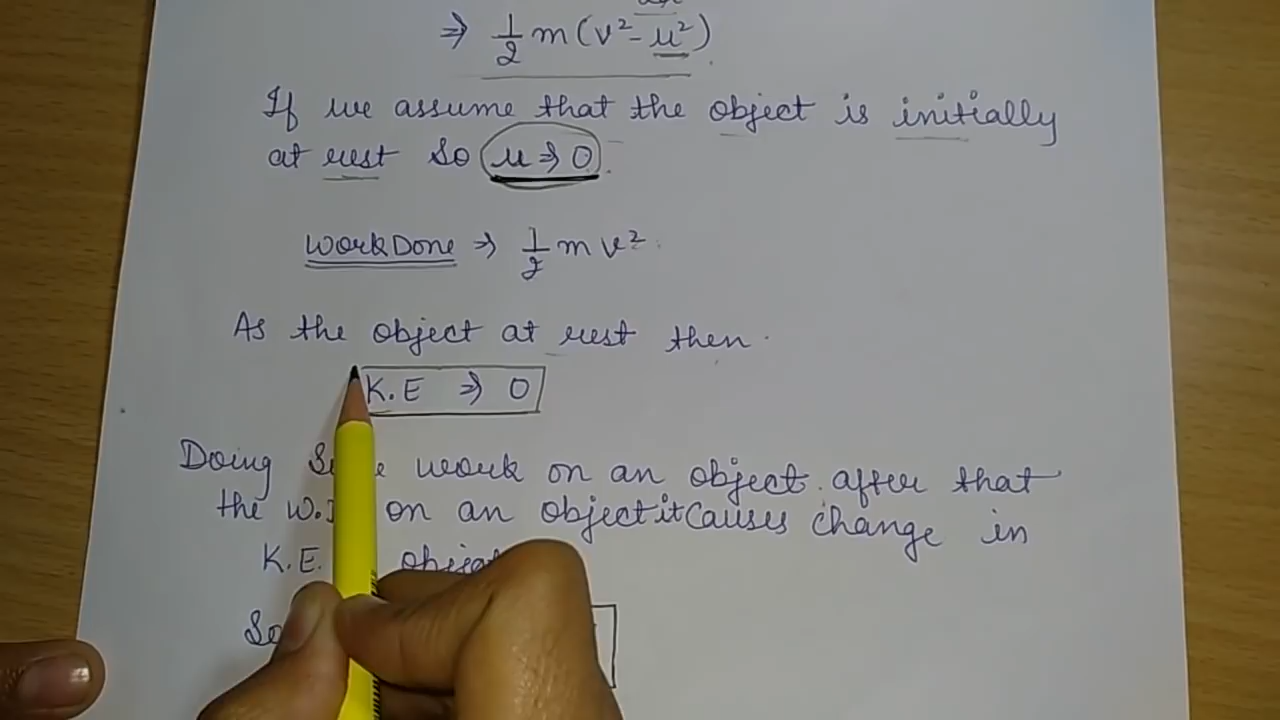 ⇒ 1/2 m (v² - u²)
If we assume that the object is initially
at rest So u ⇒ 0
WorkDone ⇒ 1/2 m v²
As the object at rest then
K.E ⇒ 0
Doing work on an object after that
the on an object it causes change in
K.E.
So